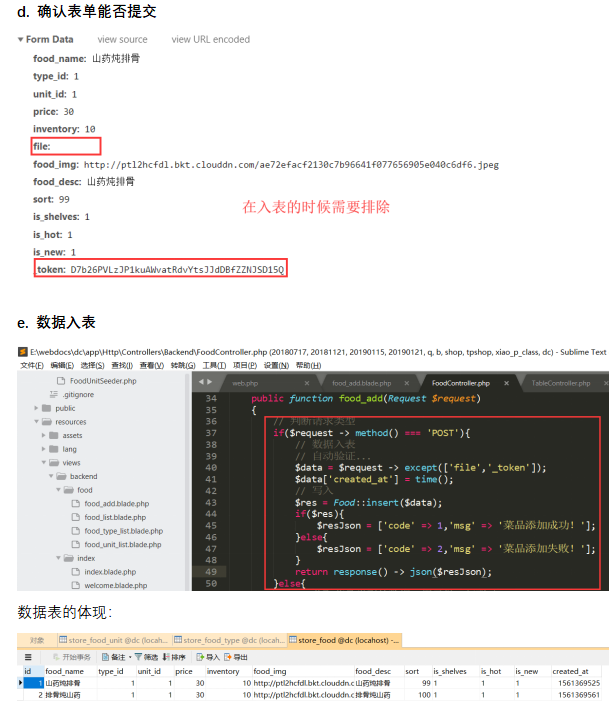 d. 确认表单能否提交
Form Data view source view URL encoded
food_name: 山药炖排骨
type_id: 1
unit_id: 1
price: 30
inventory: 10
file:
food_img: http://ptl2hcfdl.bkt.clouddn.com/ae72efacf2130c7b96641f077656905e040c6df6.jpeg
food_desc: 山药炖排骨
sort: 99
is_shelves: 1
在入表的时候需要排除
is_hot: 1
is_new: 1
_token: D7b26PVLzJP1kuAWvatRdvYtsJJdDBfZZNJSD15Q
e. 数据入表
E:\webdocs\dc\app\Http\Controllers\Backend\FoodController.php (20180717, 20181121, 20190115, 20190121, q, b, shop, tpshop, xiao_p_class, dc) - Sublime Text
文件(F) 编辑(E) 选择(S) 查找(I) 查看(V) 转跳(G) 工具(T) 项目(P) 设置(N) 帮助(H)
FoodUnitSeeder.php
.gitignore
public
resources
assets
lang
views
backend
food
food_add.blade.php
food_list.blade.php
food_type_list.blade.php
food_unit_list.blade.php
index
index.blade.php
welcome.blade.php
web.php food_add.blade.php FoodController.php TableController.php
34 public function food_add(Request $request)
35 {
36 // 判断请求类型
37 if($request -> method() === 'POST'){
38 // 数据入表
39 // 自动验证...
40 $data = $request -> except(['file','_token']);
41 $data['created_at'] = time();
42 // 写入
43 $res = Food::insert($data);
44 if($res){
45 $resJson = ['code' => 1,'msg' => '菜品添加成功！'];
46 }else{
47 $resJson = ['code' => 2,'msg' => '菜品添加失败！'];
48 }
49 return response() -> json($resJson);
50 }else{
数据表的体现：
对象 store_food_unit @dc (locah... store_food_type @dc (locah... store_food @dc (locahost) -...
开始事务 备注 筛选 排序 导入 导出
id food_name type_id unit_id price inventory food_img food_desc sort is_shelves is_hot is_new created_at
1 山药炖排骨 1 1 30 10 http://ptl2hcfdl.bkt.clouddn.c 山药炖排骨 99 1 1 1 1561369525
2 排骨炖山药 1 1 30 10 http://ptl2hcfdl.bkt.clouddn.c 排骨炖山药 100 1 1 1 1561369561